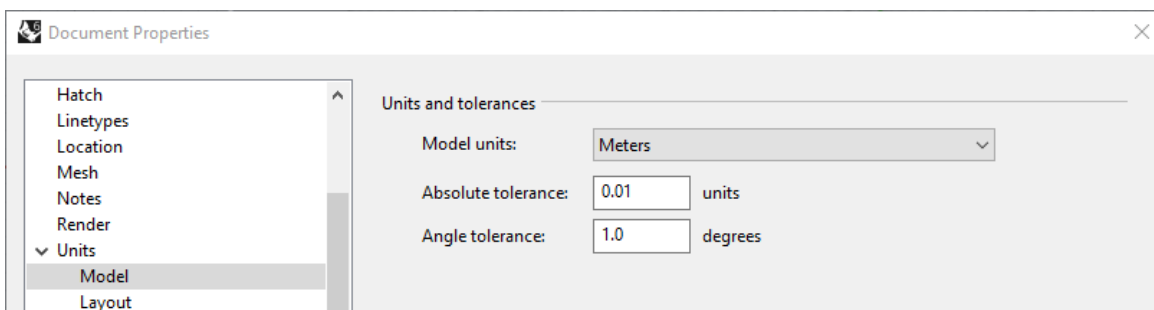 Document Properties
Hatch
Linetypes
Location
Mesh
Notes
Render
Units
Model
Layout
Units and tolerances
Model units: Meters
Absolute tolerance: 0.01 units
Angle tolerance: 1.0 degrees